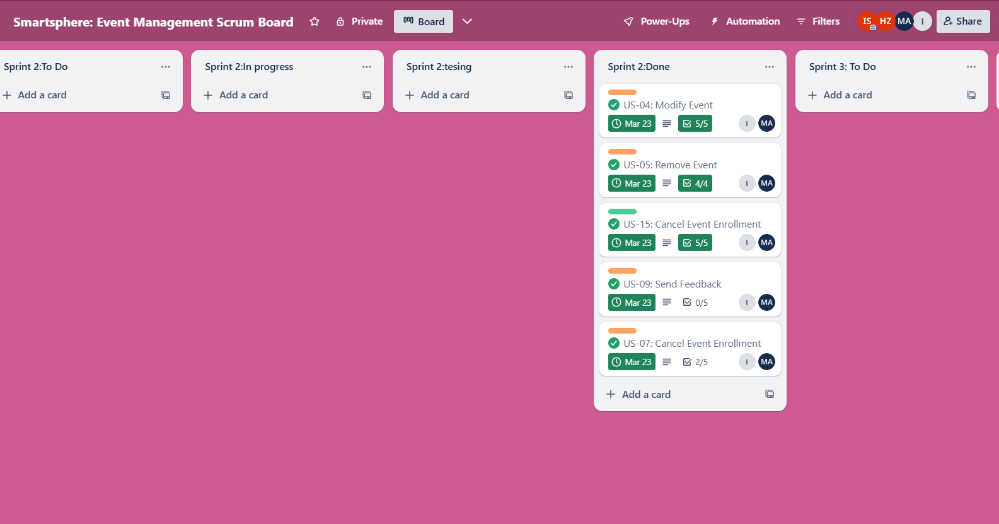 Smartsphere: Event Management Scrum Board
Private
Board
Power-Ups
Automation
Filters
IS
HZ
MA
I
Share
Sprint 2:To Do
Add a card
Sprint 2:In progress
Add a card
Sprint 2:tesing
Add a card
Sprint 2:Done
US-04: Modify Event
Mar 23
5/5
I
MA
US-05: Remove Event
Mar 23
4/4
I
MA
US-15: Cancel Event Enrollment
Mar 23
5/5
I
MA
US-09: Send Feedback
Mar 23
0/5
I
MA
US-07: Cancel Event Enrollment
Mar 23
2/5
I
MA
Add a card
Sprint 3: To Do
Add a card